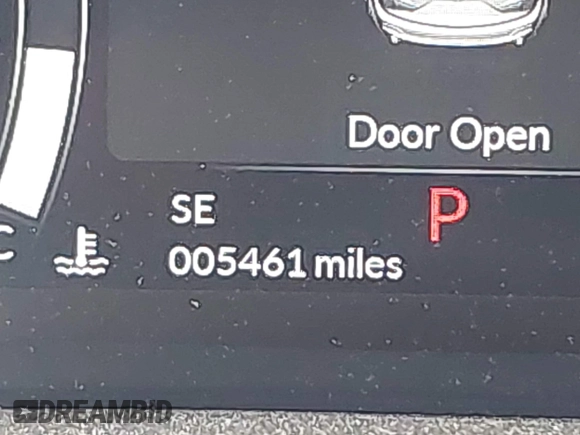 Door Open
SE
P
005461 miles
C
DREAMBID